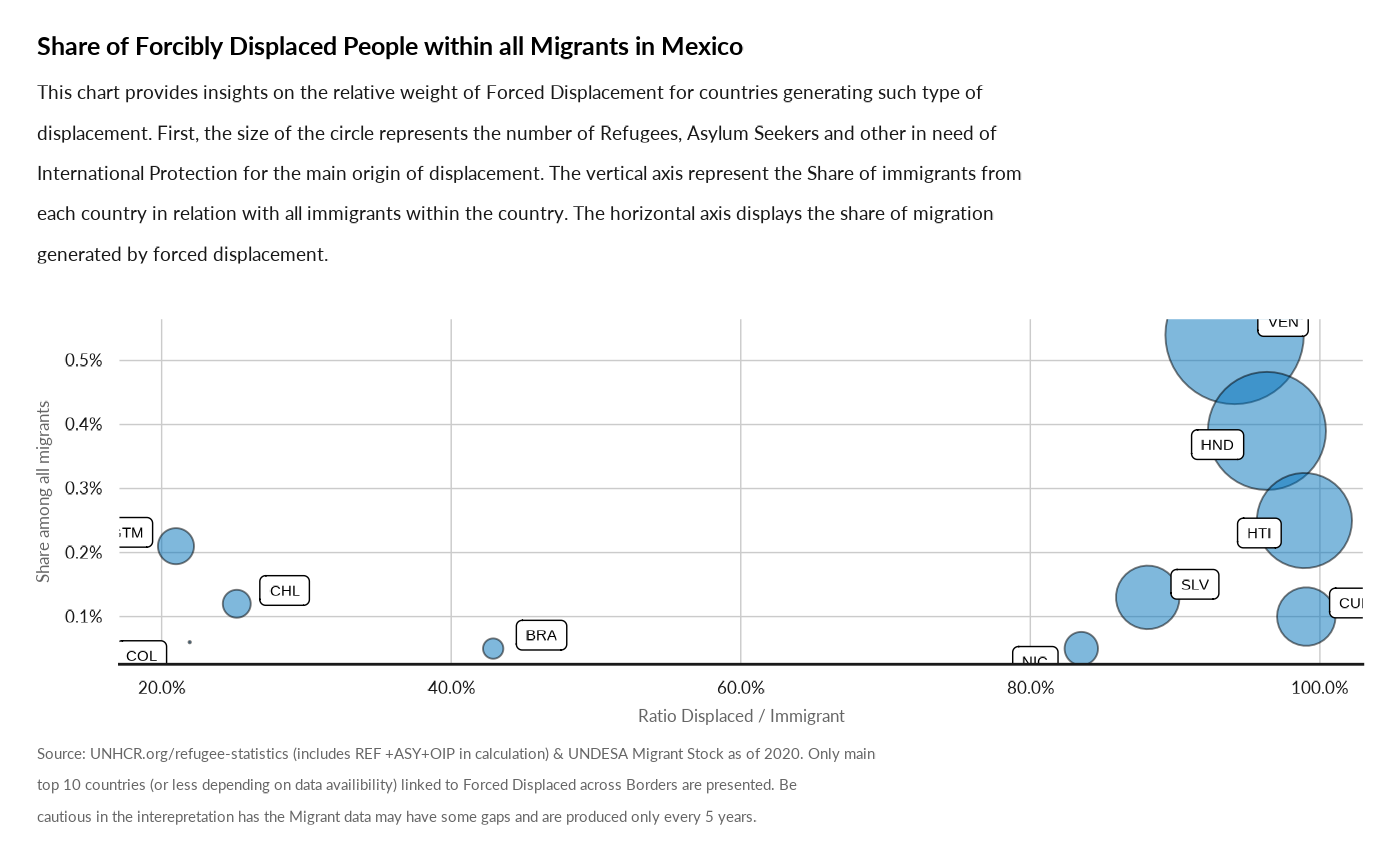 Share of Forcibly Displaced People within all Migrants in Mexico
This chart provides insights on the relative weight of Forced Displacement for countries generating such type of
displacement. First, the size of the circle represents the number of Refugees, Asylum Seekers and other in need of
International Protection for the main origin of displacement. The vertical axis represent the Share of immigrants from
each country in relation with all immigrants within the country. The horizontal axis displays the share of migration
generated by forced displacement.
VEN
0.5%
0.4%
HND
0.3%
HTI
0.2%
SLV
CHL
0.1%
BRA
COL
NIC
Share among all migrants
20.0%
40.0%
60.0%
80.0%
100.0%
Ratio Displaced / Immigrant
Source: UNHCR.org/refugee-statistics (includes REF +ASY+OIP in calculation) & UNDESA Migrant Stock as of 2020. Only main
top 10 countries (or less depending on data availibility) linked to Forced Displaced across Borders are presented. Be
cautious in the interepretation has the Migrant data may have some gaps and are produced only every 5 years.